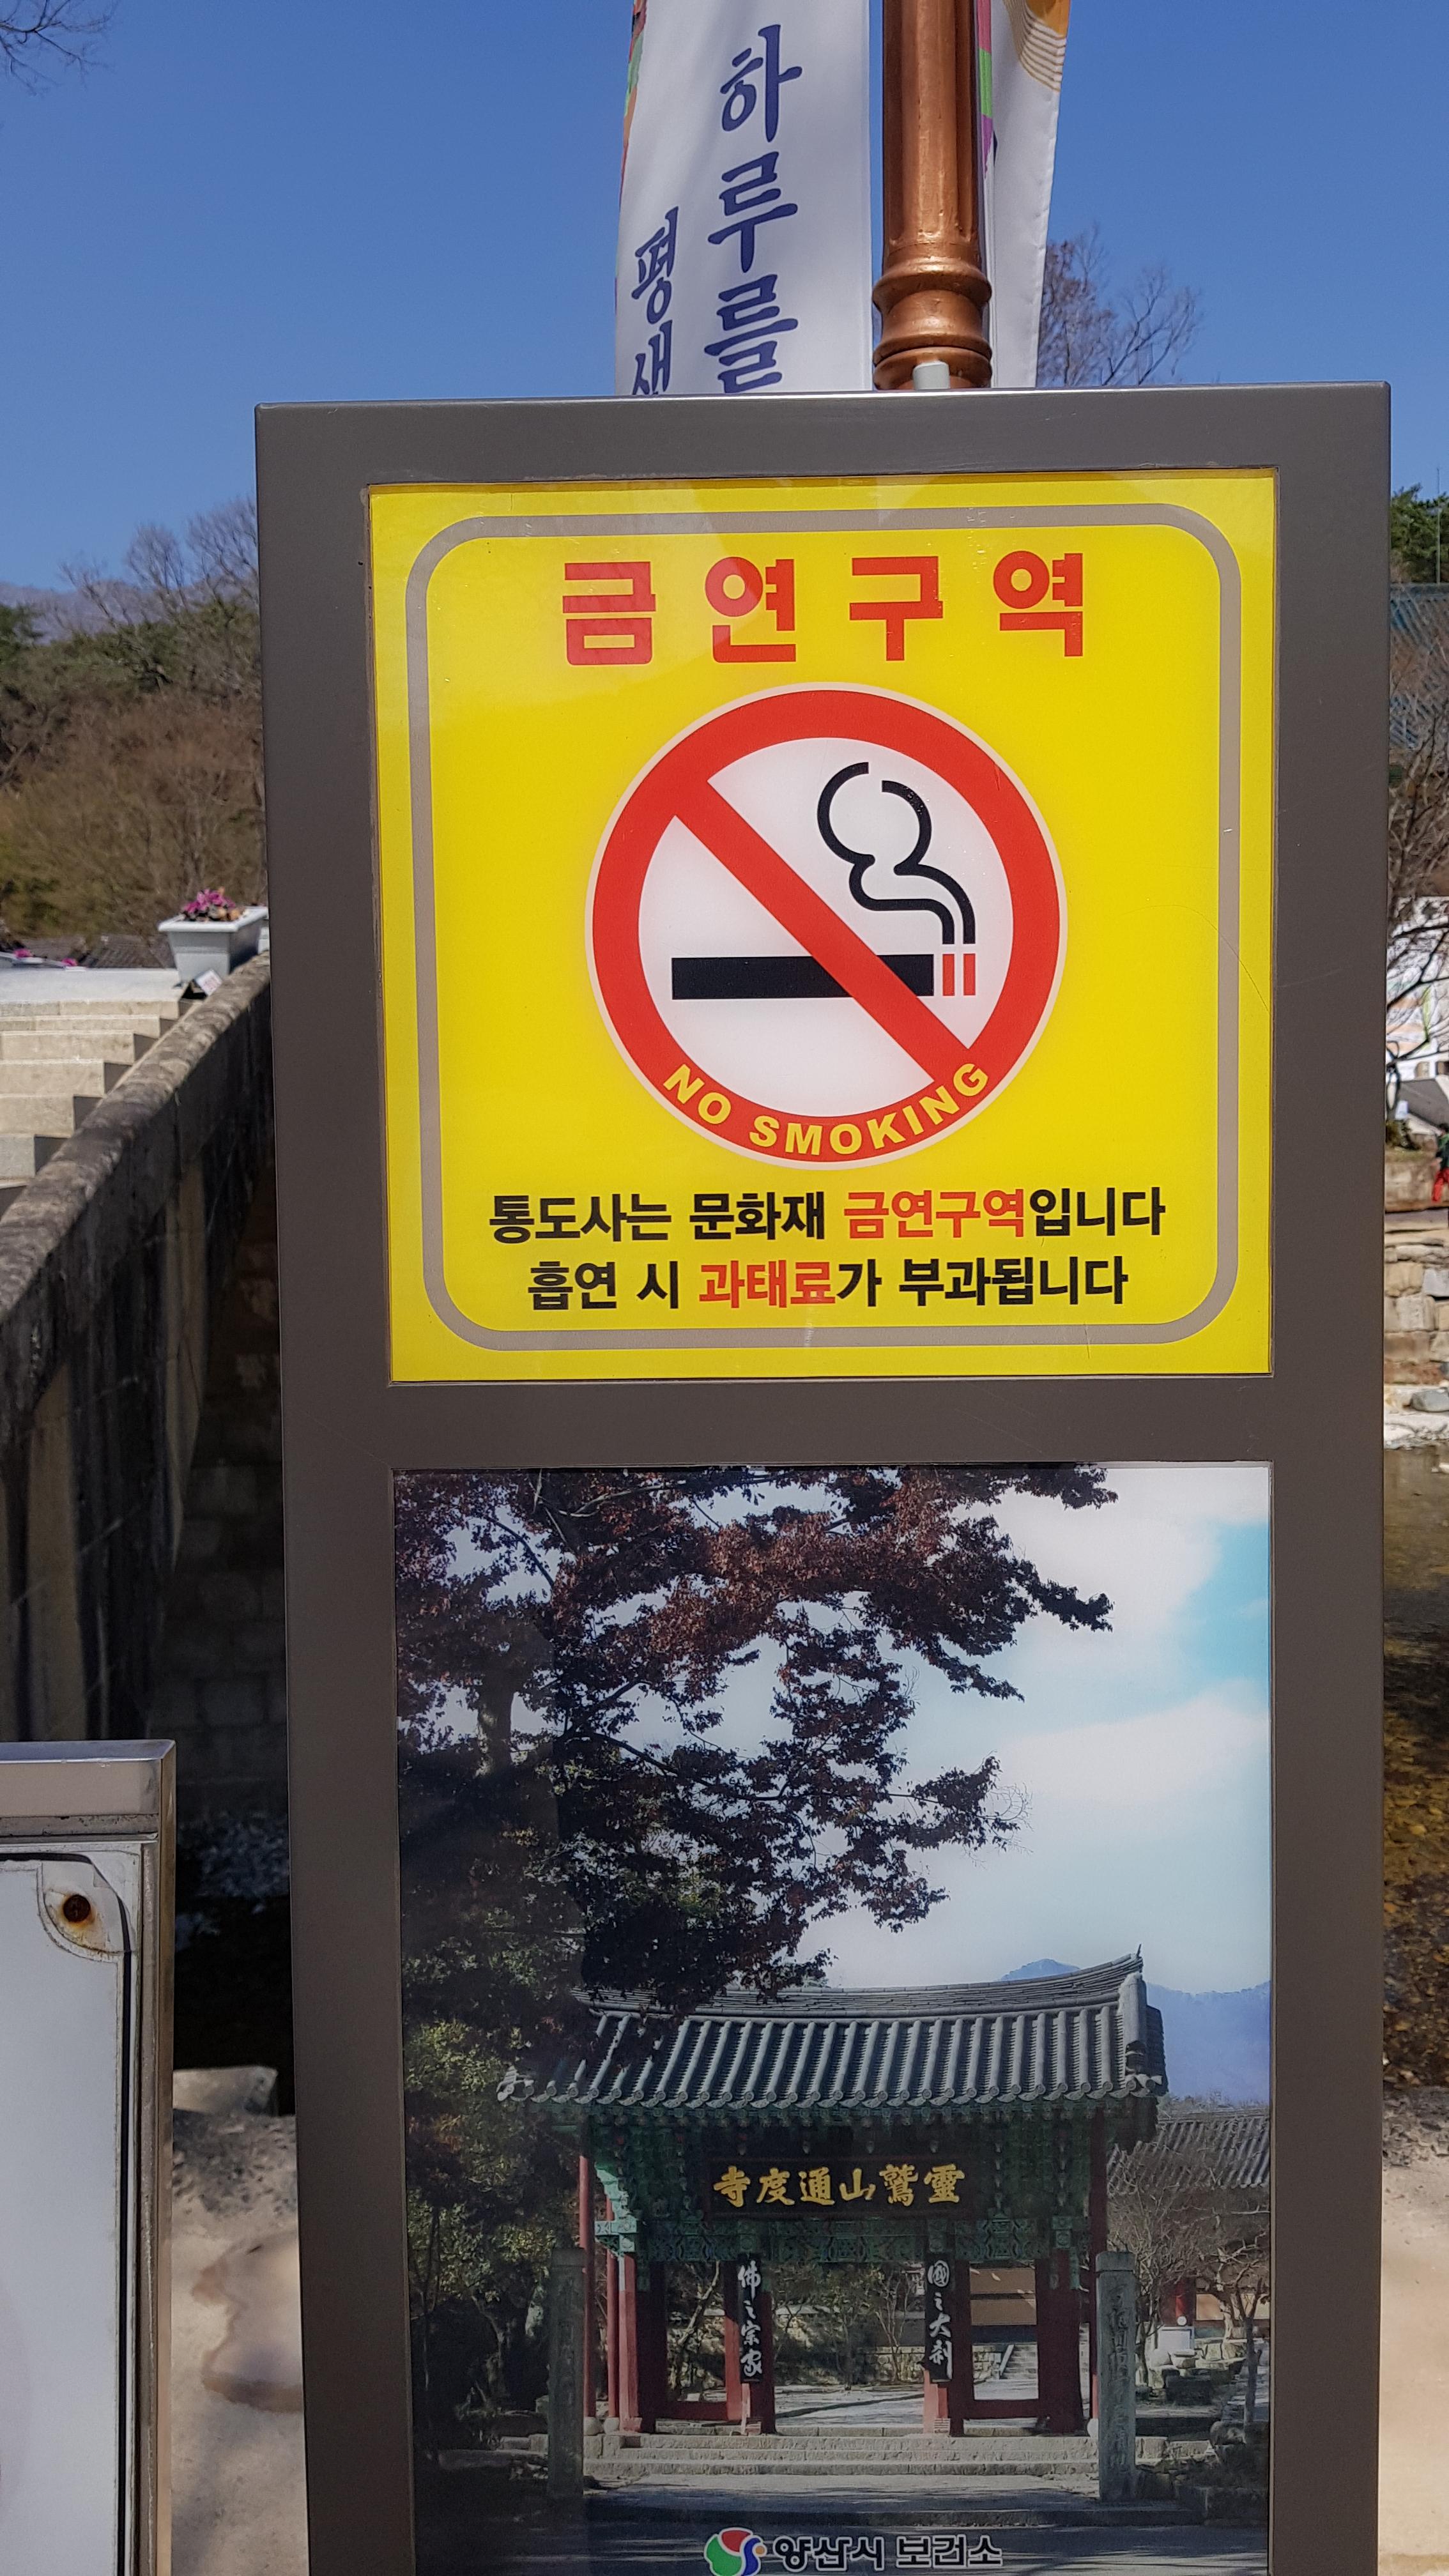 하루를
평생
금연구역
NO SMOKING
통도사는 문화재 금연구역입니다
흡연 시 과태료가 부과됩니다
寺度通山鷲靈
佛之宗家
國之大刹
양산시 보건소